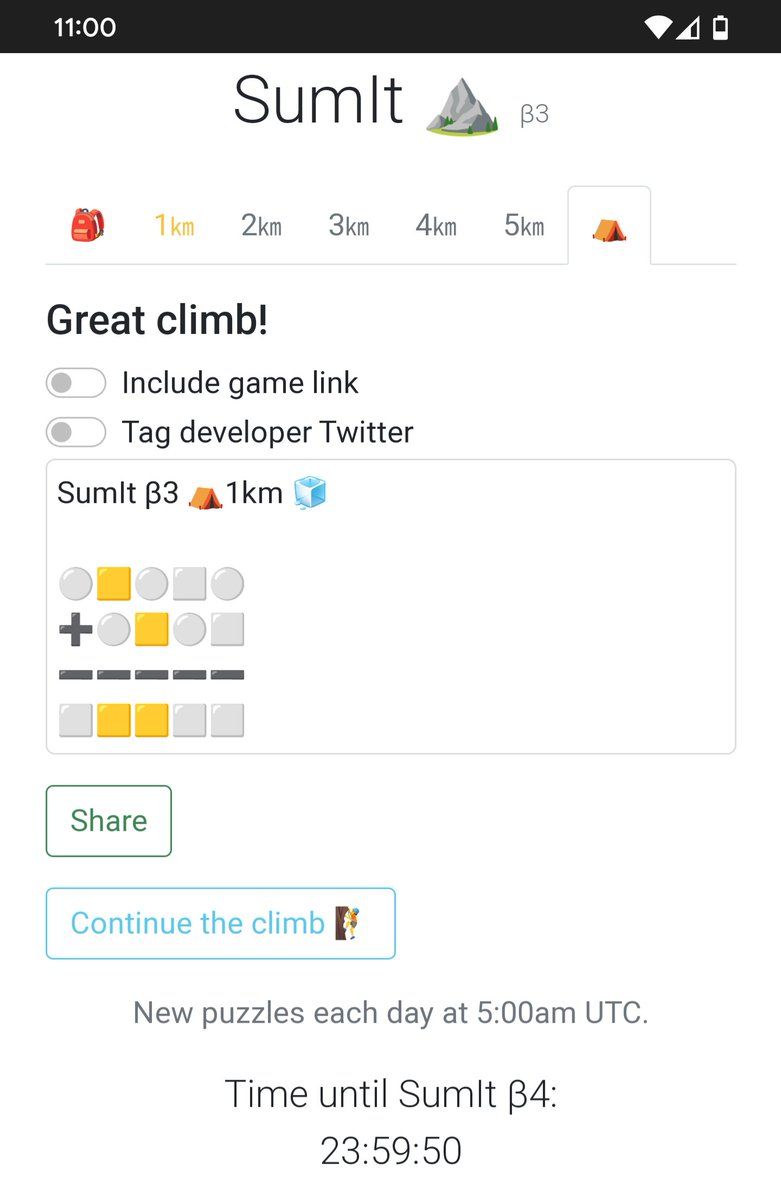 11:00
SumIt β3
1km 2km 3km 4km 5km
Great climb!
Include game link
Tag developer Twitter
SumIt β3 ⛺1km 🧊
⚪🟨⚪⬜⚪
➕⚪🟨⚪⬜
➖➖➖➖➖
⬜🟨🟨⬜⬜
Share
Continue the climb 🧗
New puzzles each day at 5:00am UTC.
Time until SumIt β4:
23:59:50